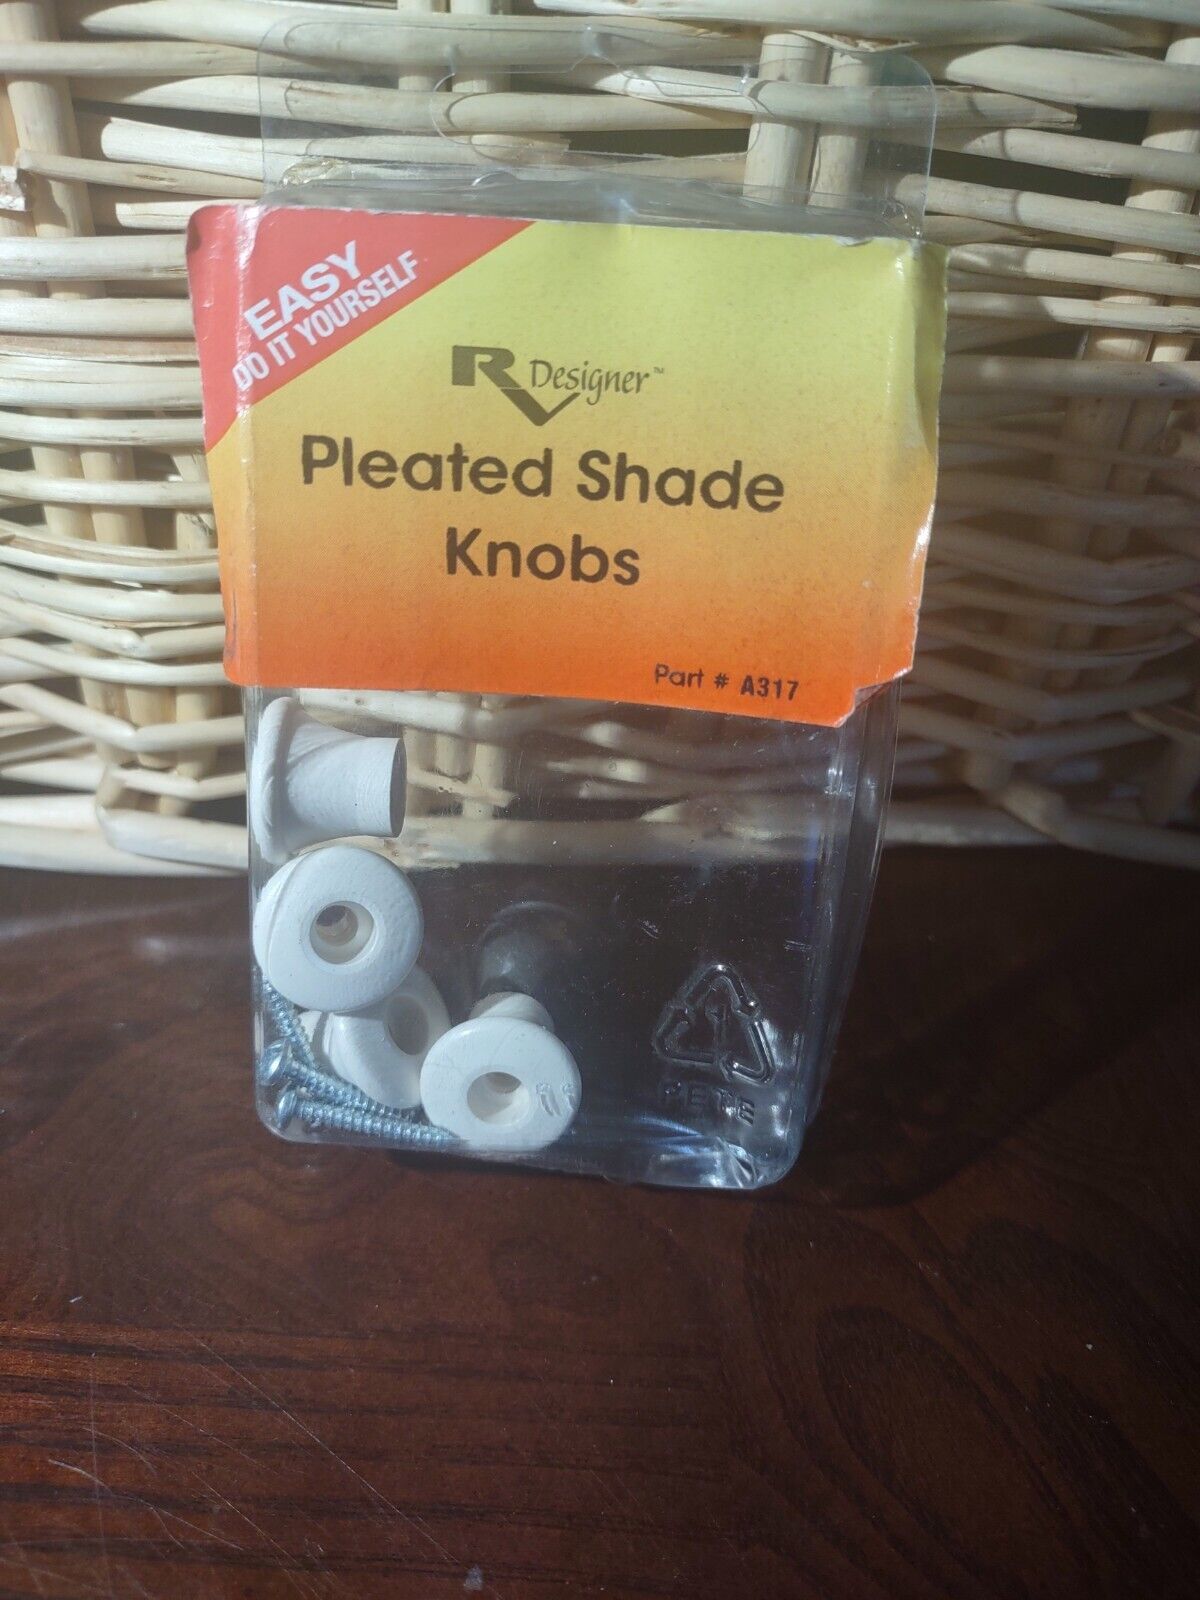 EASY
DO IT YOURSELF
RV Designer™
Pleated Shade
Knobs
Part # A317
PETE